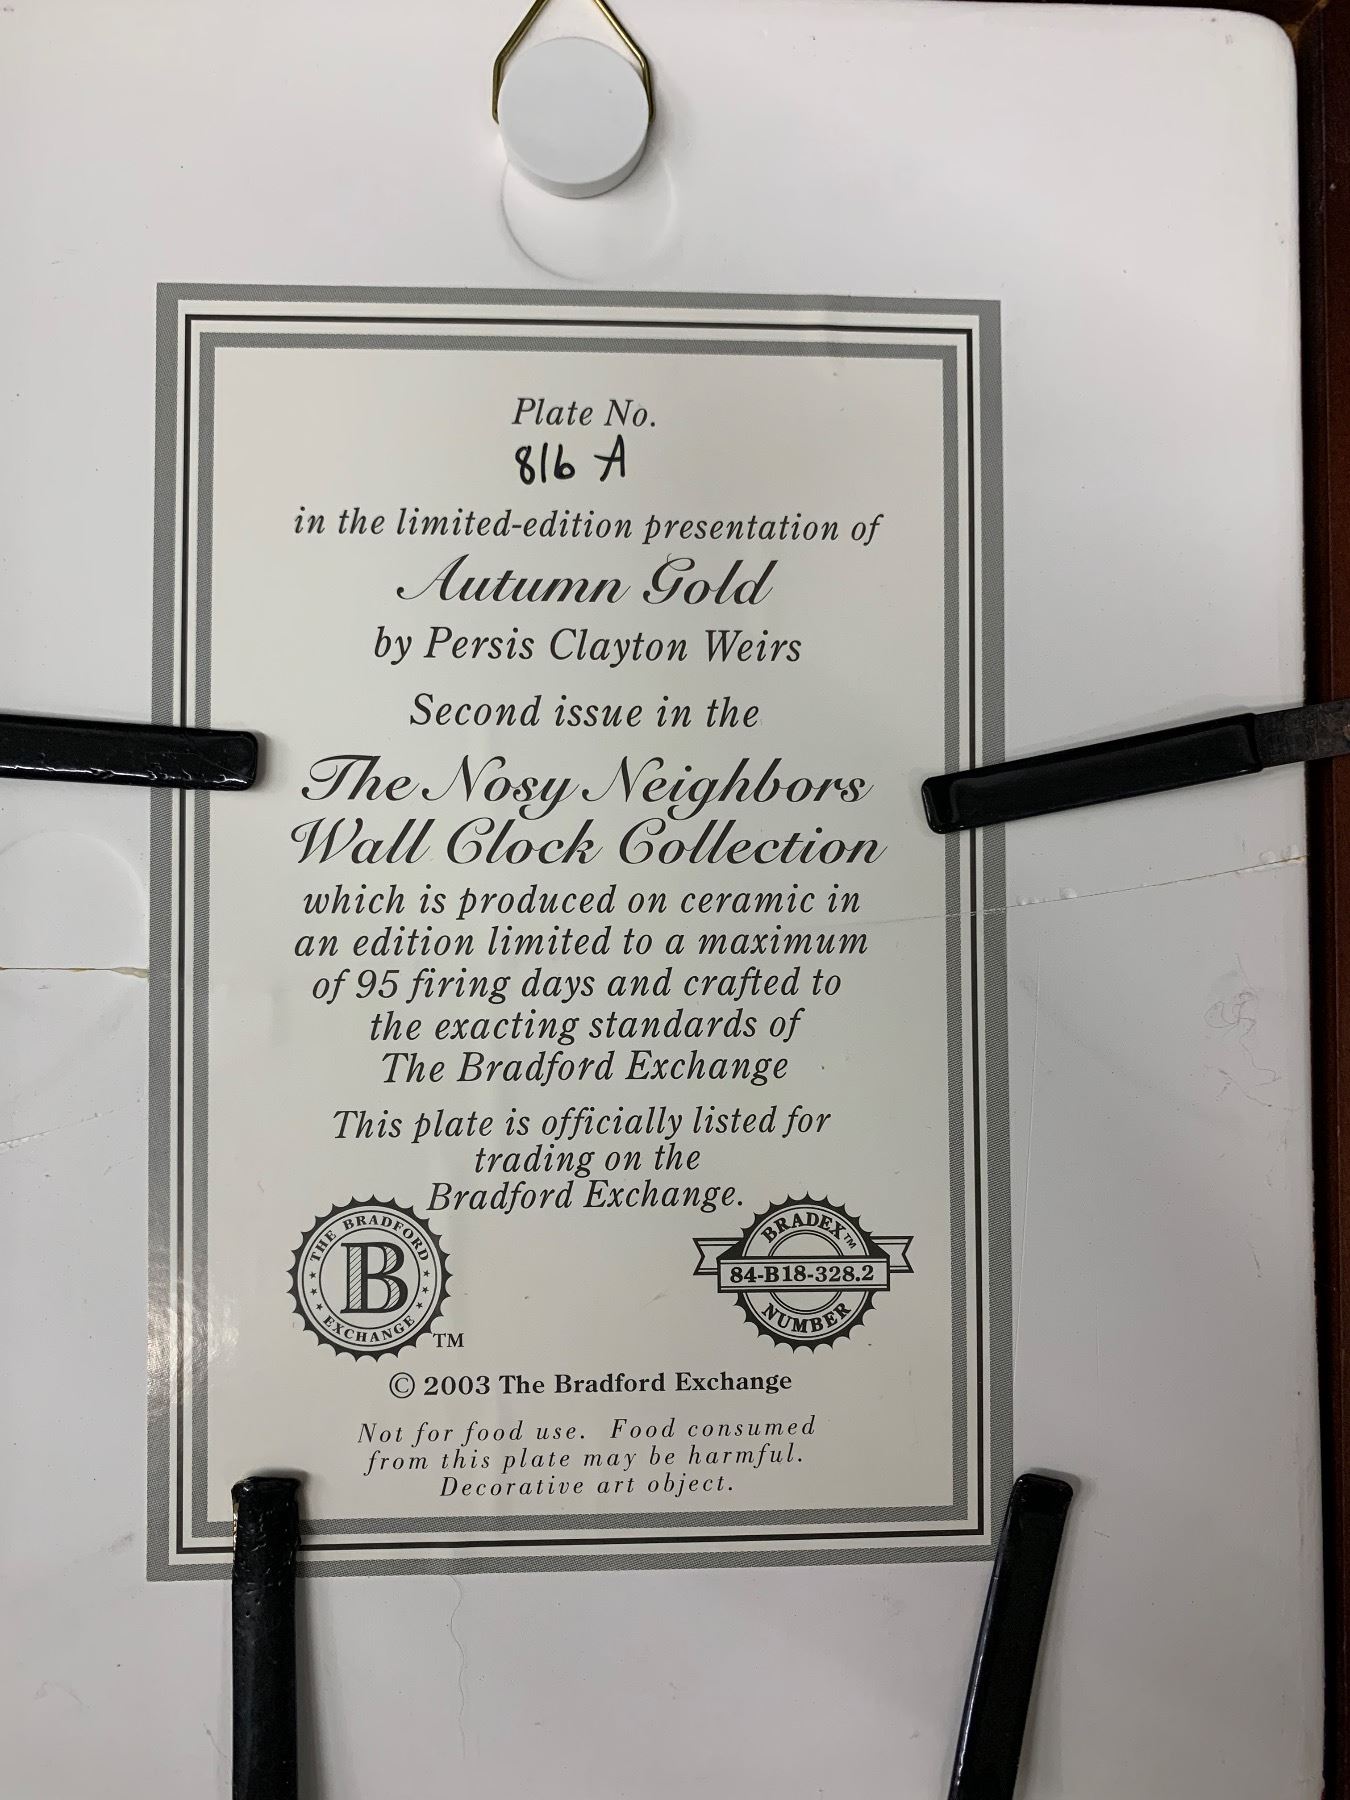 Plate No.
816 A
in the limited-edition presentation of
Autumn Gold
by Persis Clayton Weirs
Second issue in the
The Nosy Neighbors
Wall Clock Collection
which is produced on ceramic in
an edition limited to a maximum
of 95 firing days and crafted to
the exacting standards of
The Bradford Exchange
This plate is officially listed for
trading on the
Bradford Exchange.
THE BRADFORD
B
EXCHANGE
TM
BRADEX™
84-B18-328.2
NUMBER
© 2003 The Bradford Exchange
Not for food use. Food consumed
from this plate may be harmful.
Decorative art object.